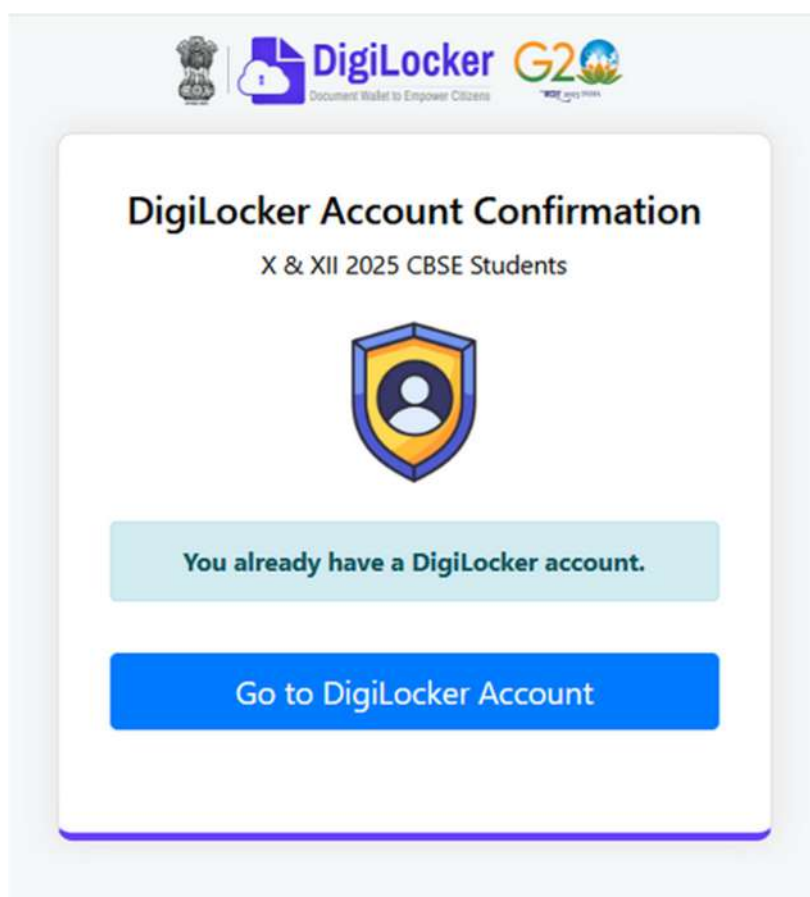 DigiLocker
Document Wallet to Empower Citizens
G20
DigiLocker Account Confirmation
X & XII 2025 CBSE Students
You already have a DigiLocker account.
Go to DigiLocker Account